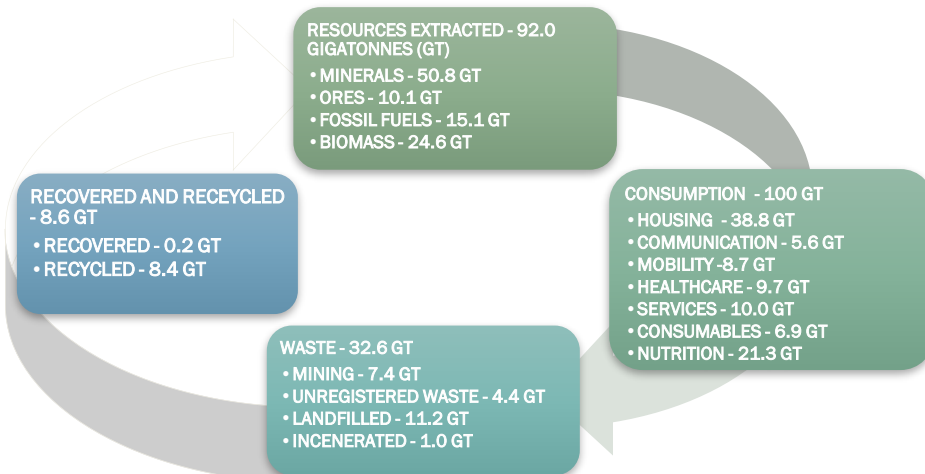 RESOURCES EXTRACTED - 92.0
GIGATONNES (GT)
• MINERALS - 50.8 GT
• ORES - 10.1 GT
• FOSSIL FUELS - 15.1 GT
• BIOMASS - 24.6 GT
CONSUMPTION - 100 GT
• HOUSING - 38.8 GT
• COMMUNICATION - 5.6 GT
• MOBILITY -8.7 GT
• HEALTHCARE - 9.7 GT
• SERVICES - 10.0 GT
• CONSUMABLES - 6.9 GT
• NUTRITION - 21.3 GT
WASTE - 32.6 GT
• MINING - 7.4 GT
• UNREGISTERED WASTE - 4.4 GT
• LANDFILLED - 11.2 GT
• INCENERATED - 1.0 GT
RECOVERED AND RECEYCLED
- 8.6 GT
• RECOVERED - 0.2 GT
• RECYCLED - 8.4 GT